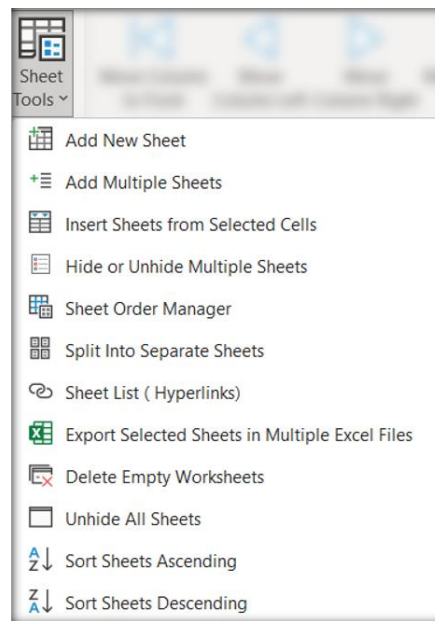 Sheet
Tools
Add New Sheet
Add Multiple Sheets
Insert Sheets from Selected Cells
Hide or Unhide Multiple Sheets
Sheet Order Manager
Split Into Separate Sheets
Sheet List ( Hyperlinks)
Export Selected Sheets in Multiple Excel Files
Delete Empty Worksheets
Unhide All Sheets
Sort Sheets Ascending
Sort Sheets Descending